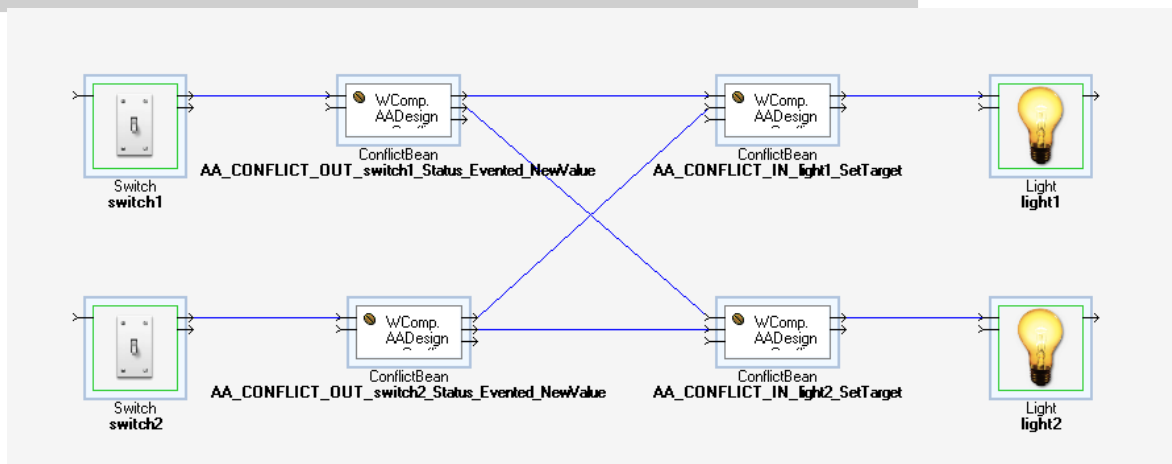 WComp.
AADesign
WComp.
AADesign
ConflictBean
AA_CONFLICT_OUT_switch1_Status_Evented_NewValue
ConflictBean
AA_CONFLICT_IN_light1_SetTarget
Switch
switch1
Light
light1
WComp.
AADesign
WComp.
AADesign
ConflictBean
AA_CONFLICT_OUT_switch2_Status_Evented_NewValue
ConflictBean
AA_CONFLICT_IN_light2_SetTarget
Switch
switch2
Light
light2